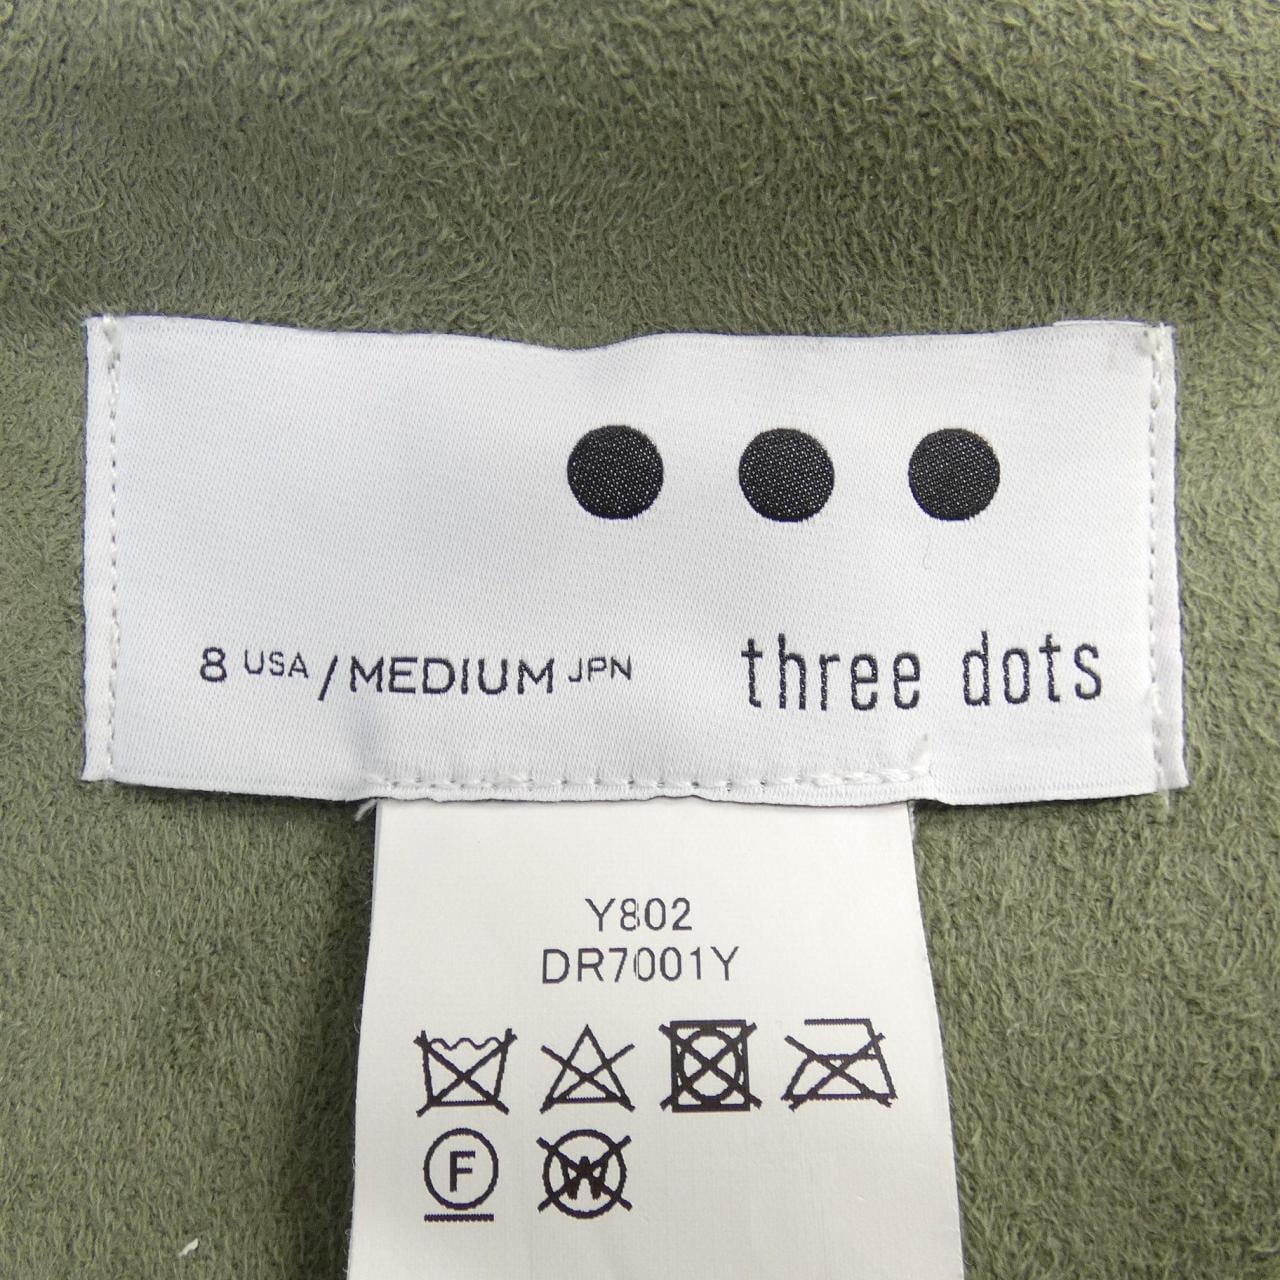 8 USA / MEDIUM JPN three dots
Y802
DR7001Y
F W